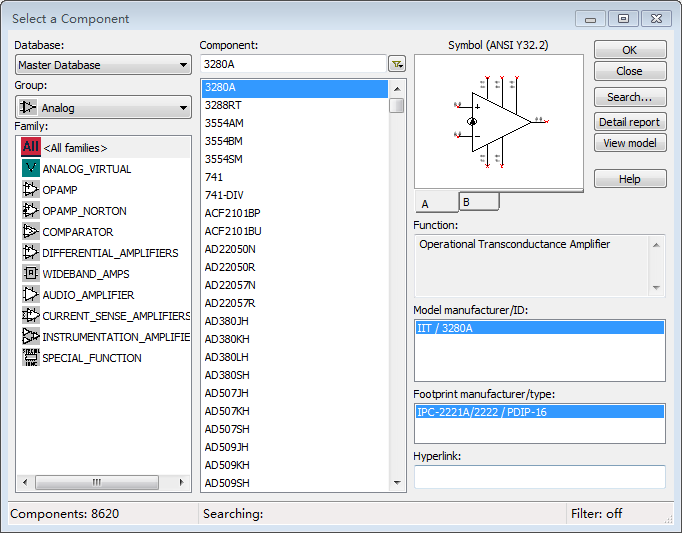 Select a Component
Database:
Master Database
Group:
Analog
Family:
All <All families>
ANALOG_VIRTUAL
OPAMP
OPAMP_NORTON
COMPARATOR
DIFFERENTIAL_AMPLIFIERS
WIDEBAND_AMPS
AUDIO_AMPLIFIER
CURRENT_SENSE_AMPLIFIERS
INSTRUMENTATION_AMPLIFIE
SPECIAL_FUNCTION
Component:
3280A
3280A
3288RT
3554AM
3554BM
3554SM
741
741-DIV
ACF2101BP
ACF2101BU
AD22050N
AD22050R
AD22057N
AD22057R
AD380JH
AD380KH
AD380LH
AD380SH
AD507JH
AD507KH
AD507SH
AD509JH
AD509KH
AD509SH
Symbol (ANSI Y32.2)
A
B
Function:
Operational Transconductance Amplifier
Model manufacturer/ID:
IIT / 3280A
Footprint manufacturer/type:
IPC-2221A/2222 / PDIP-16
Hyperlink:
OK
Close
Search...
Detail report
View model
Help
Components: 8620
Searching:
Filter: off